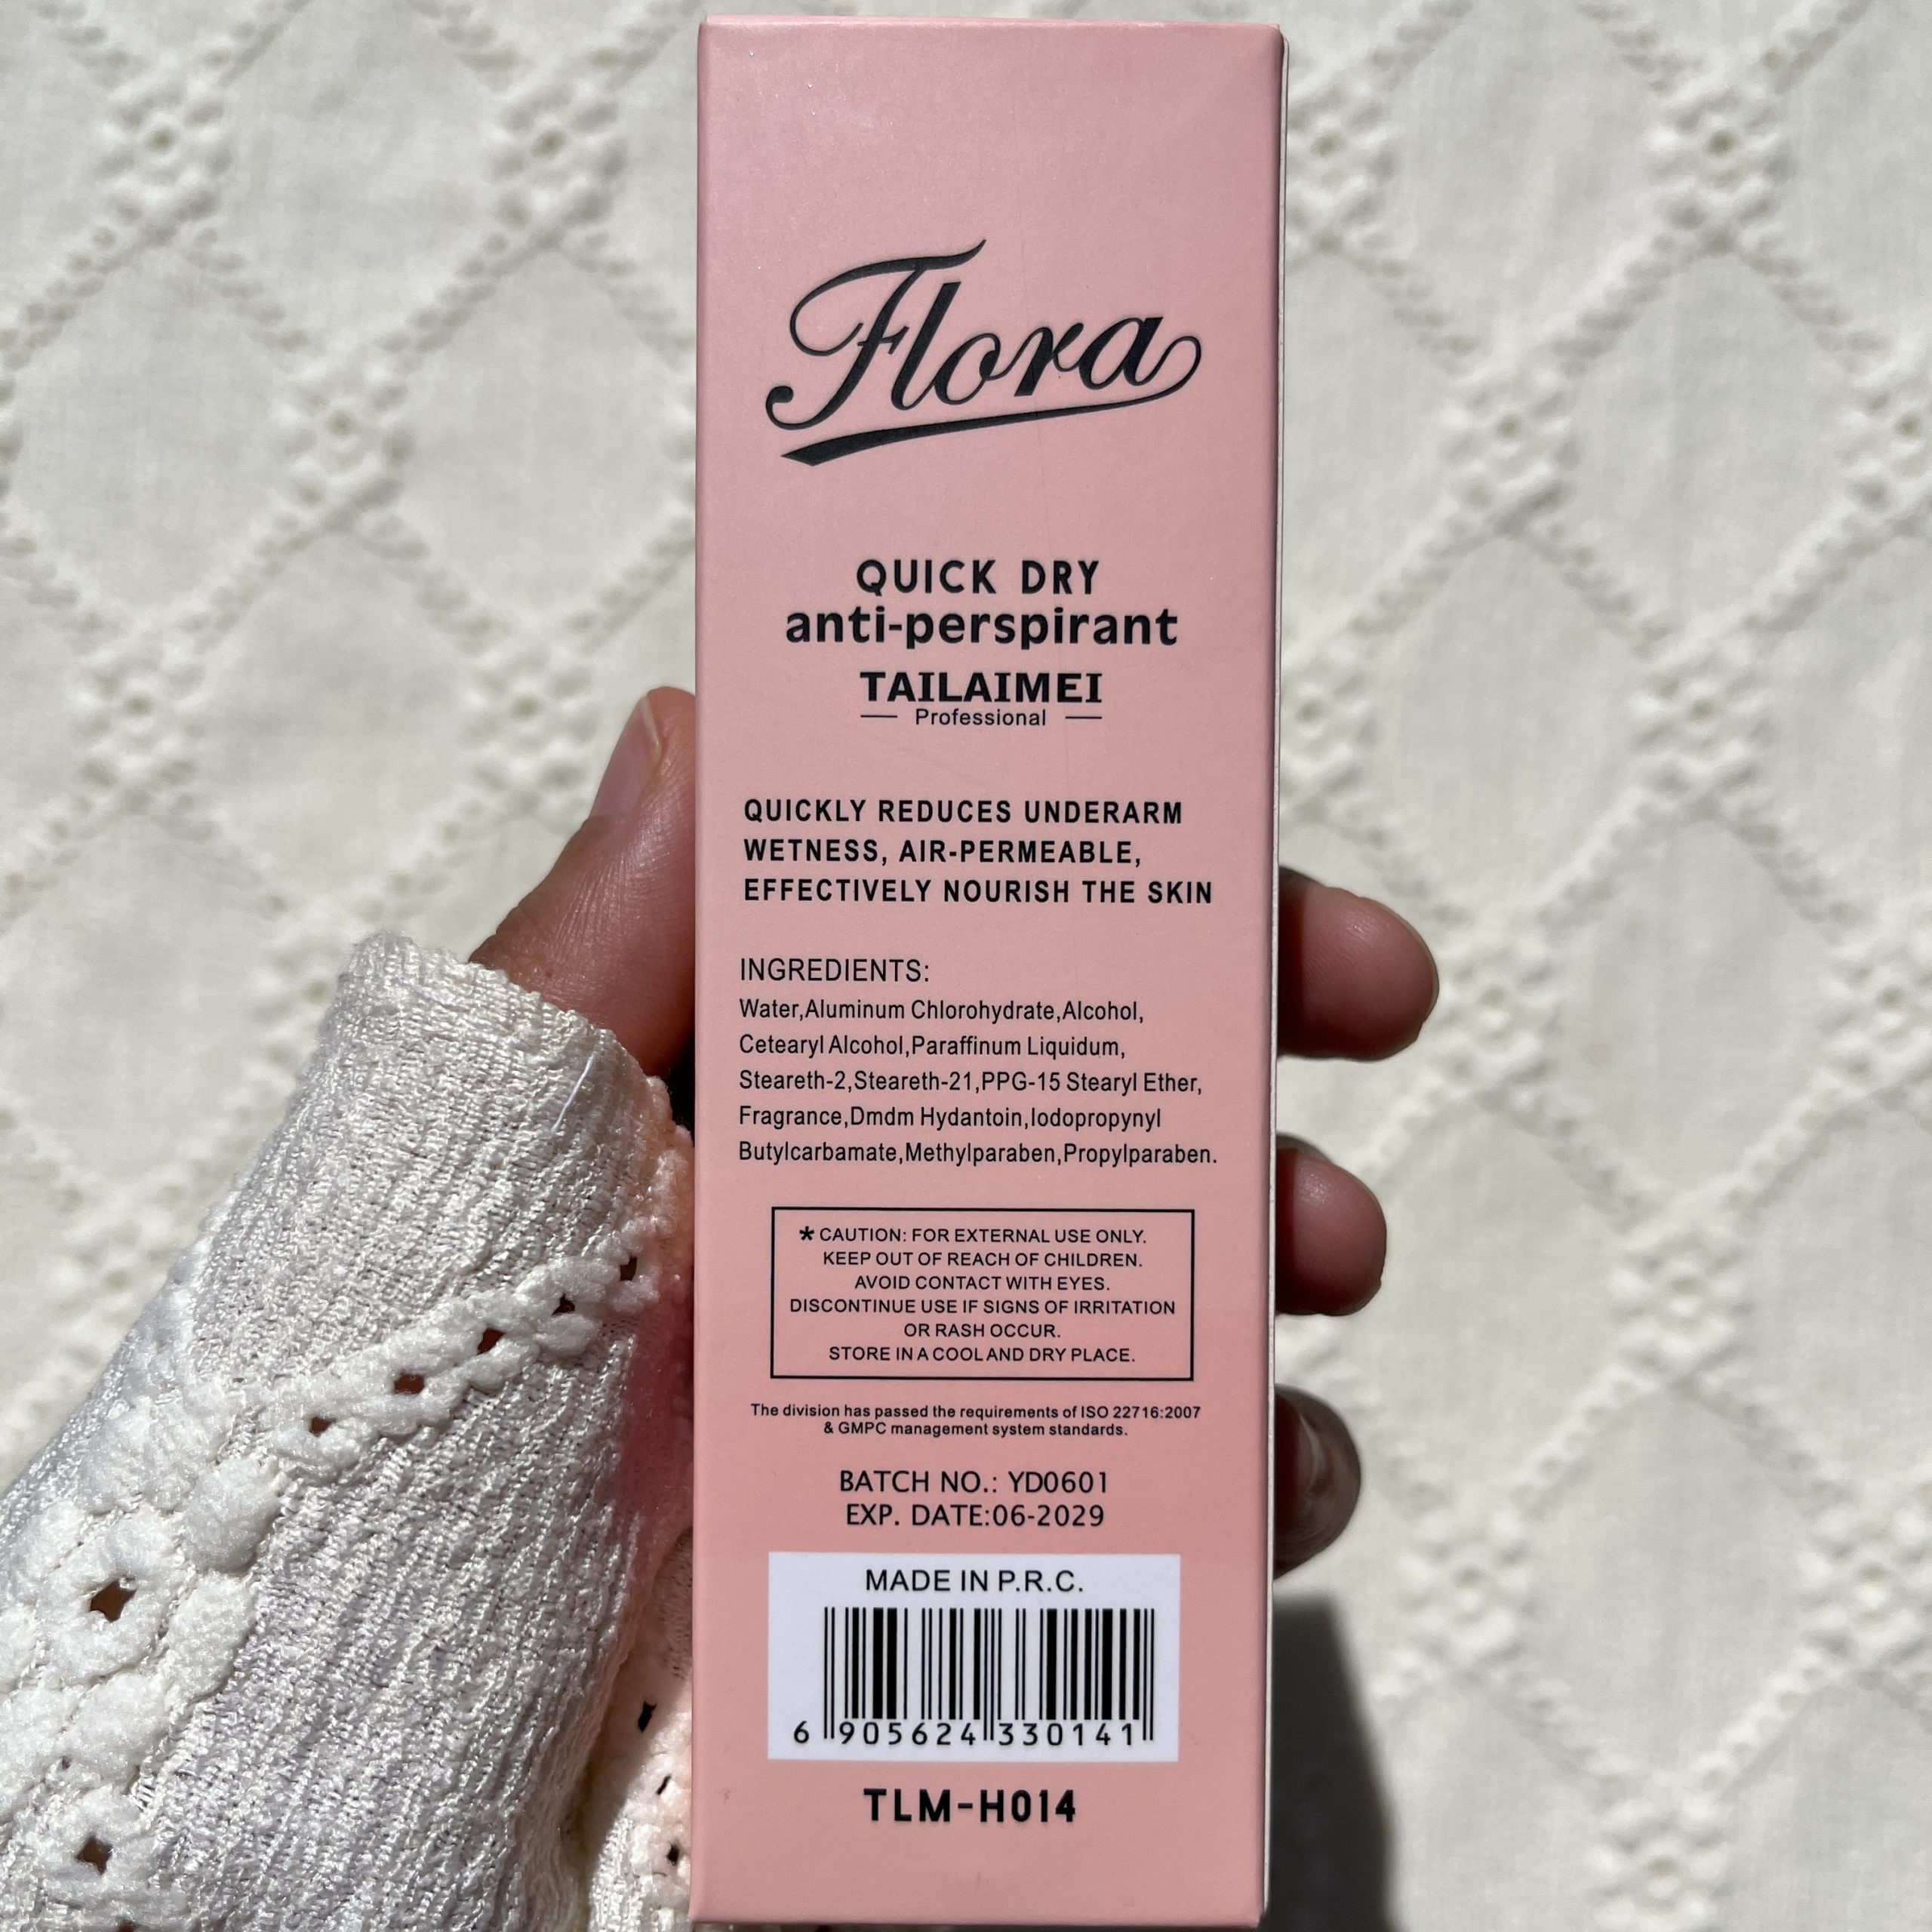 Flora
QUICK DRY
anti-perspirant
TAILAIMEI
Professional
QUICKLY REDUCES UNDERARM
WETNESS, AIR-PERMEABLE,
EFFECTIVELY NOURISH THE SKIN
INGREDIENTS:
Water,Aluminum Chlorohydrate,Alcohol,
Cetearyl Alcohol,Paraffinum Liquidum,
Steareth-2,Steareth-21,PPG-15 Stearyl Ether,
Fragrance,Dmdm Hydantoin,Iodopropynyl
Butylcarbamate,Methylparaben,Propylparaben.
* CAUTION: FOR EXTERNAL USE ONLY.
KEEP OUT OF REACH OF CHILDREN.
AVOID CONTACT WITH EYES.
DISCONTINUE USE IF SIGNS OF IRRITATION
OR RASH OCCUR.
STORE IN A COOL AND DRY PLACE.
The division has passed the requirements of ISO 22716:2007
& GMPC management system standards.
BATCH NO.: YD0601
EXP. DATE:06-2029
MADE IN P.R.C.
6 905624 330141
TLM-H014